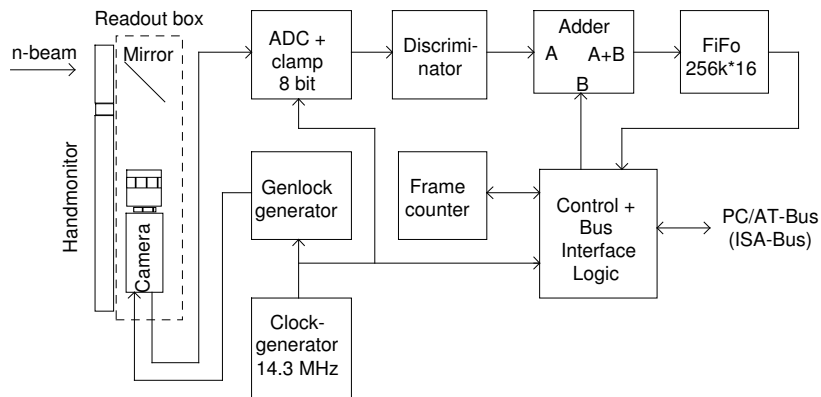 Readout box
n-beam
Mirror
Handmonitor
Camera
ADC +
clamp
8 bit
Discrimi-
nator
Adder
A A+B
B
FiFo
256k*16
Genlock
generator
Frame
counter
Control +
Bus
Interface
Logic
PC/AT-Bus
(ISA-Bus)
Clock-
generator
14.3 MHz